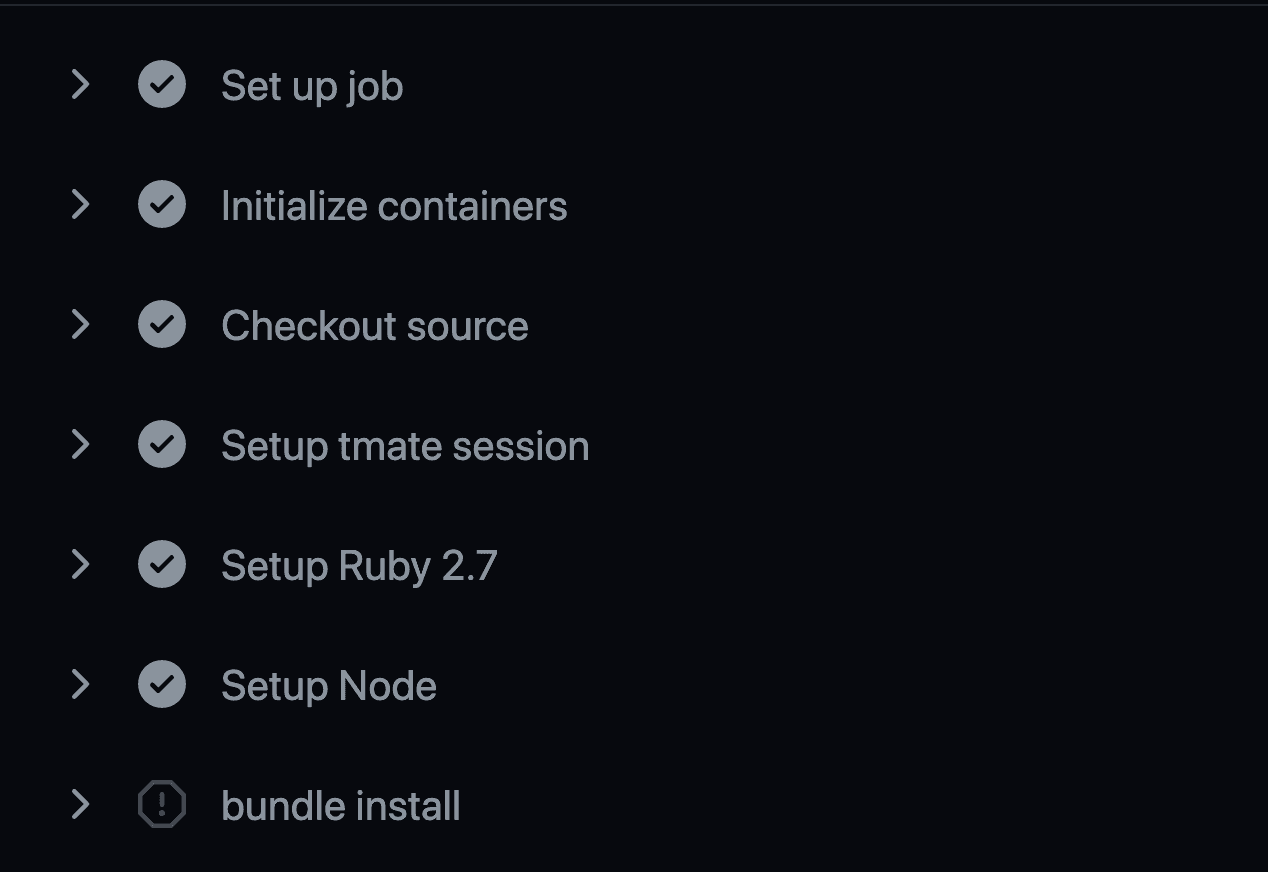 Set up job
Initialize containers
Checkout source
Setup tmate session
Setup Ruby 2.7
Setup Node
bundle install